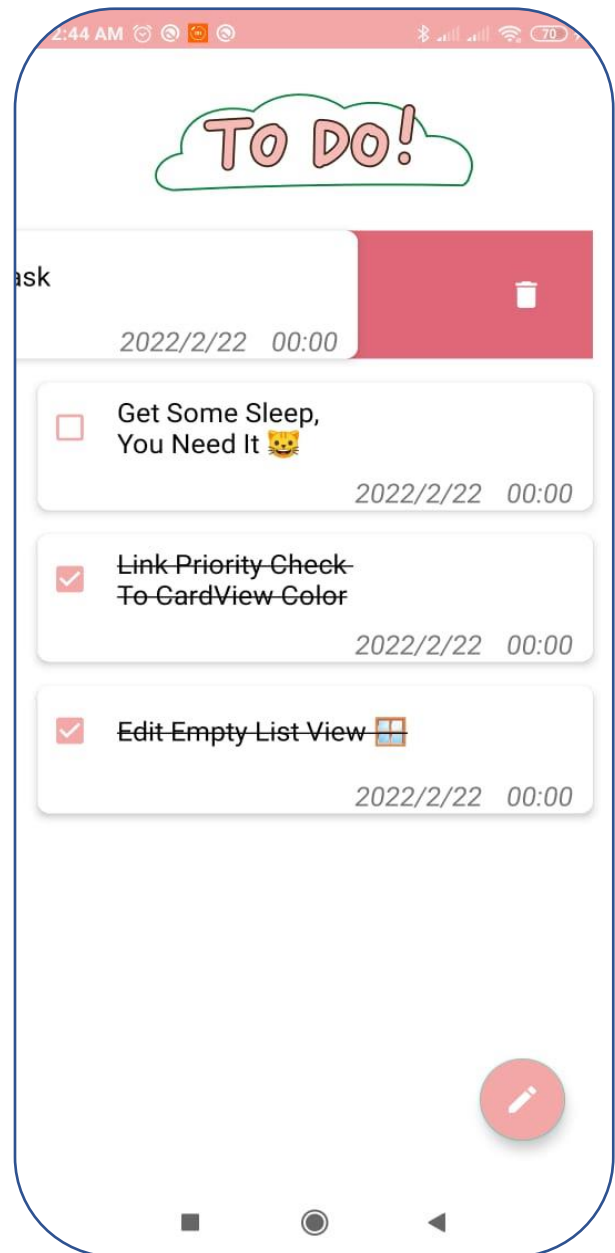 2:44 AM
70
TO DO!
ask
2022/2/22 00:00
Get Some Sleep,
You Need It 😺
2022/2/22 00:00
Link Priority Check
To CardView Color
2022/2/22 00:00
Edit Empty List View 🪟
2022/2/22 00:00